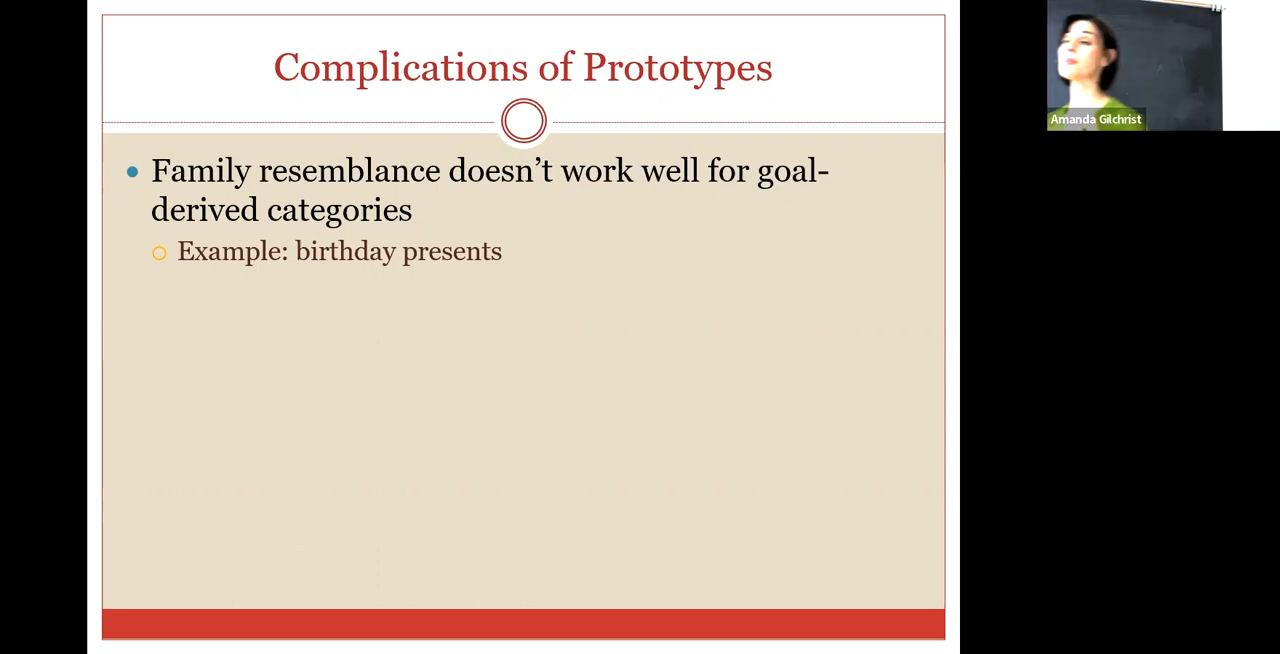 Complications of Prototypes
Family resemblance doesn’t work well for goal-
derived categories
Example: birthday presents
Amanda Gilchrist